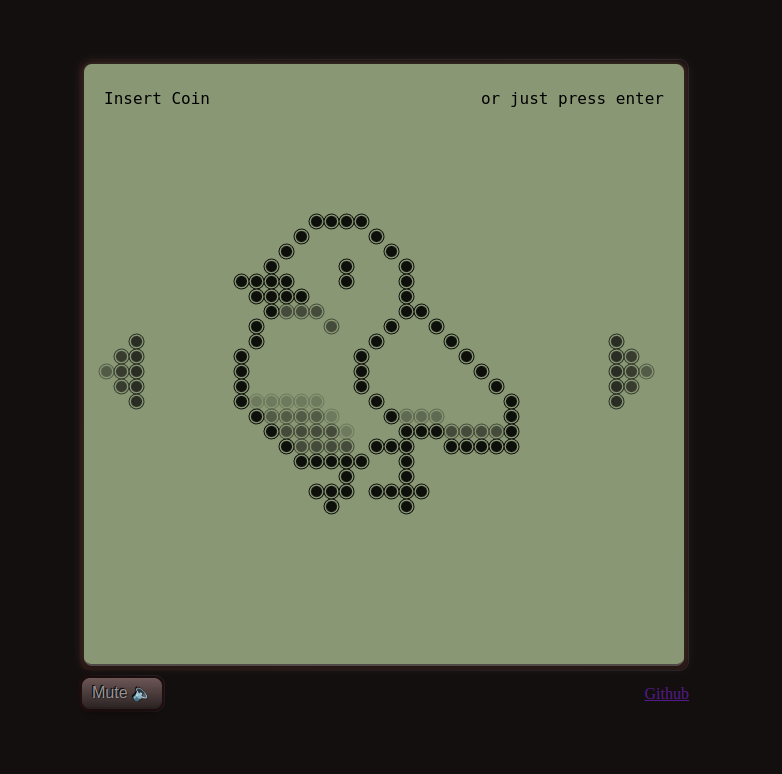 Insert Coin
or just press enter
Mute 🔈
Github